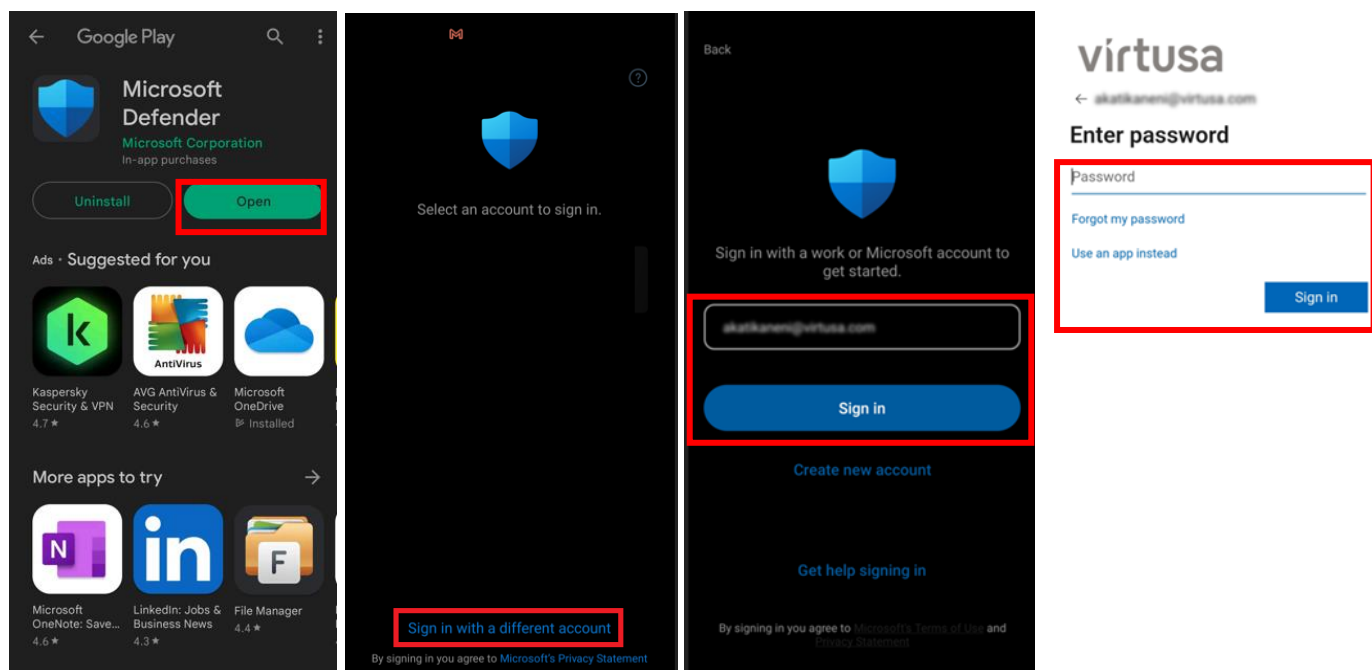 Google Play
Microsoft
Defender
Microsoft Corporation
In-app purchases
Uninstall
Open
Ads · Suggested for you
k
AntiVirus
Kaspersky
Security & VPN
4.7 ★
AVG AntiVirus &
Security
4.6 ★
Microsoft
OneDrive
Installed
More apps to try
N
in
F
Microsoft
OneNote: Save...
4.6 ★
LinkedIn: Jobs &
Business News
4.3 ★
File Manager
4.4 ★
?
Select an account to sign in.
Sign in with a different account
By signing in you agree to Microsoft's Privacy Statement
Back
Sign in with a work or Microsoft account to
get started.
Sign in
Create new account
Get help signing in
By signing in you agree to Microsoft's Terms of Use and
Privacy Statement
vírtusa
Enter password
Password
Forgot my password
Use an app instead
Sign in